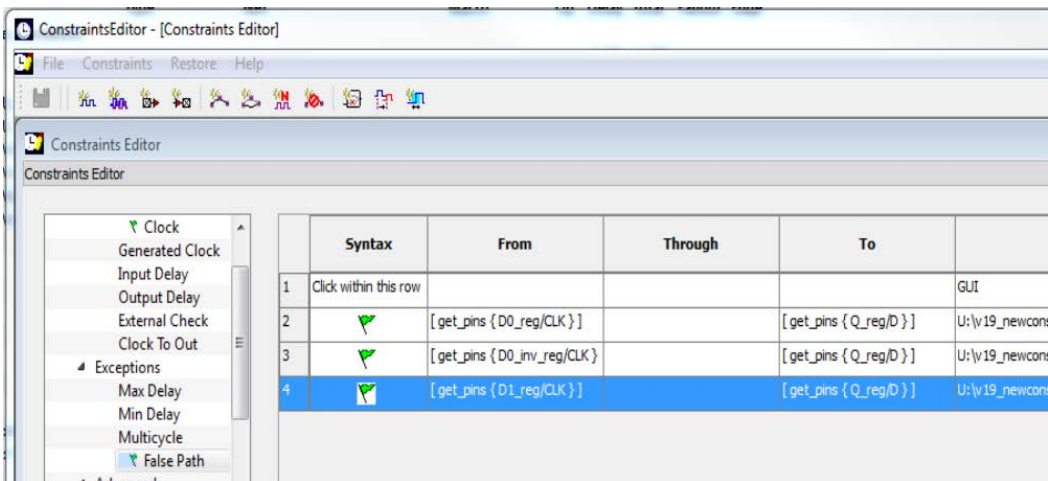 ConstraintsEditor - [Constraints Editor]
File Constraints Restore Help
Constraints Editor
Constraints Editor
Clock
Generated Clock
Input Delay
Output Delay
External Check
Clock To Out
Exceptions
Max Delay
Min Delay
Multicycle
False Path
Syntax From Through To
1 Click within this row GUI
2 [ get_pins { D0_reg/CLK } ] [ get_pins { Q_reg/D } ] U:\v19_newcons
3 [ get_pins { D0_inv_reg/CLK } [ get_pins { Q_reg/D } ] U:\v19_newcons
4 [ get_pins { D1_reg/CLK } ] [ get_pins { Q_reg/D } ] U:\v19_newcons